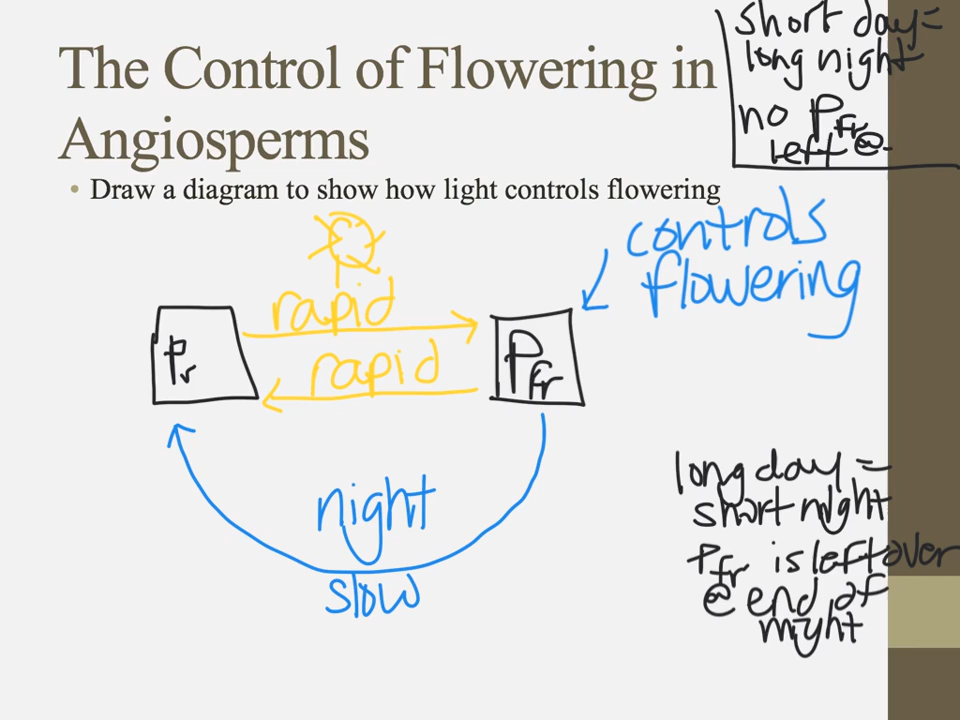 The Control of Flowering in
Angiosperms
• Draw a diagram to show how light controls flowering
short day =
long night
no Pfr
left @
controls
flowering
rapid
rapid
Pr
Pfr
night
slow
long day =
short night
Pfr is leftover
@ end of
night